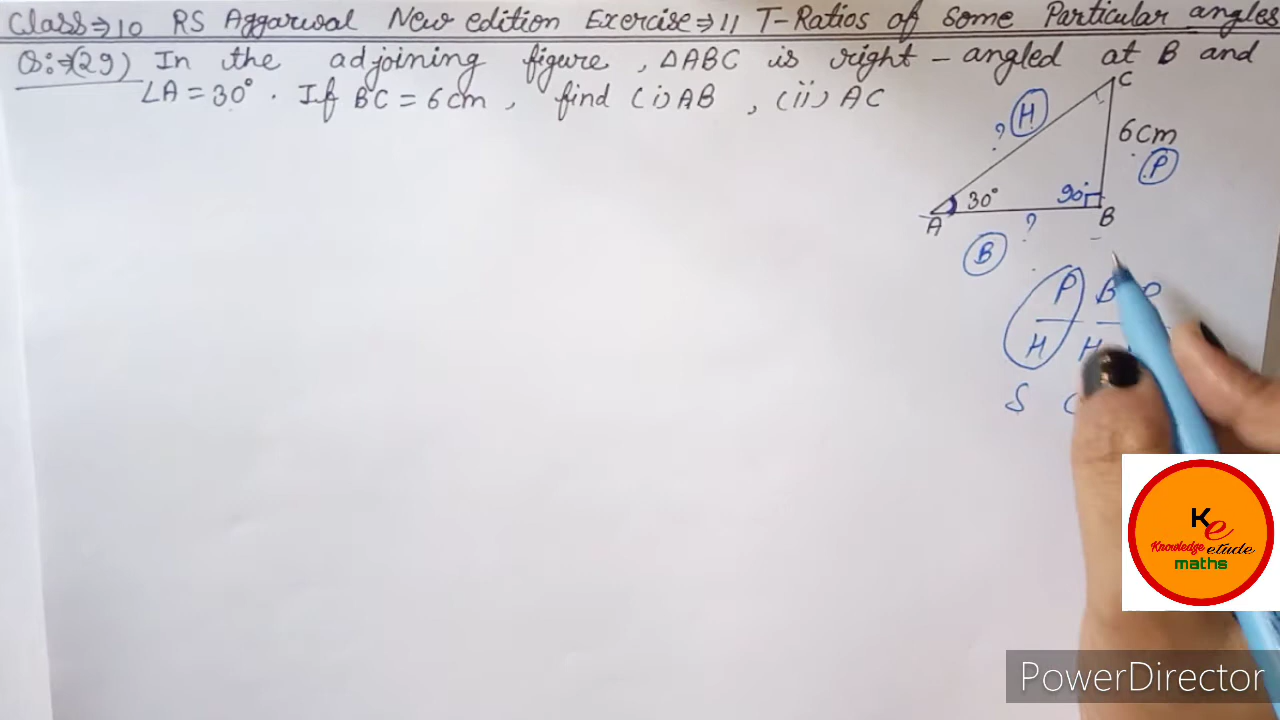 Class⇒10 RS Aggarwal New edition Exercise⇒11 T-Ratios of Some Particular angles
Q:⇒(29) In the adjoining figure, △ABC is right-angled at B and
∠A = 30°. If BC = 6cm, find (i) AB, (ii) AC
C
H
?
6cm
P
30°
90°
A
B
?
B
P B P
H H
S C
Ke
Knowledge etude
maths
PowerDirector